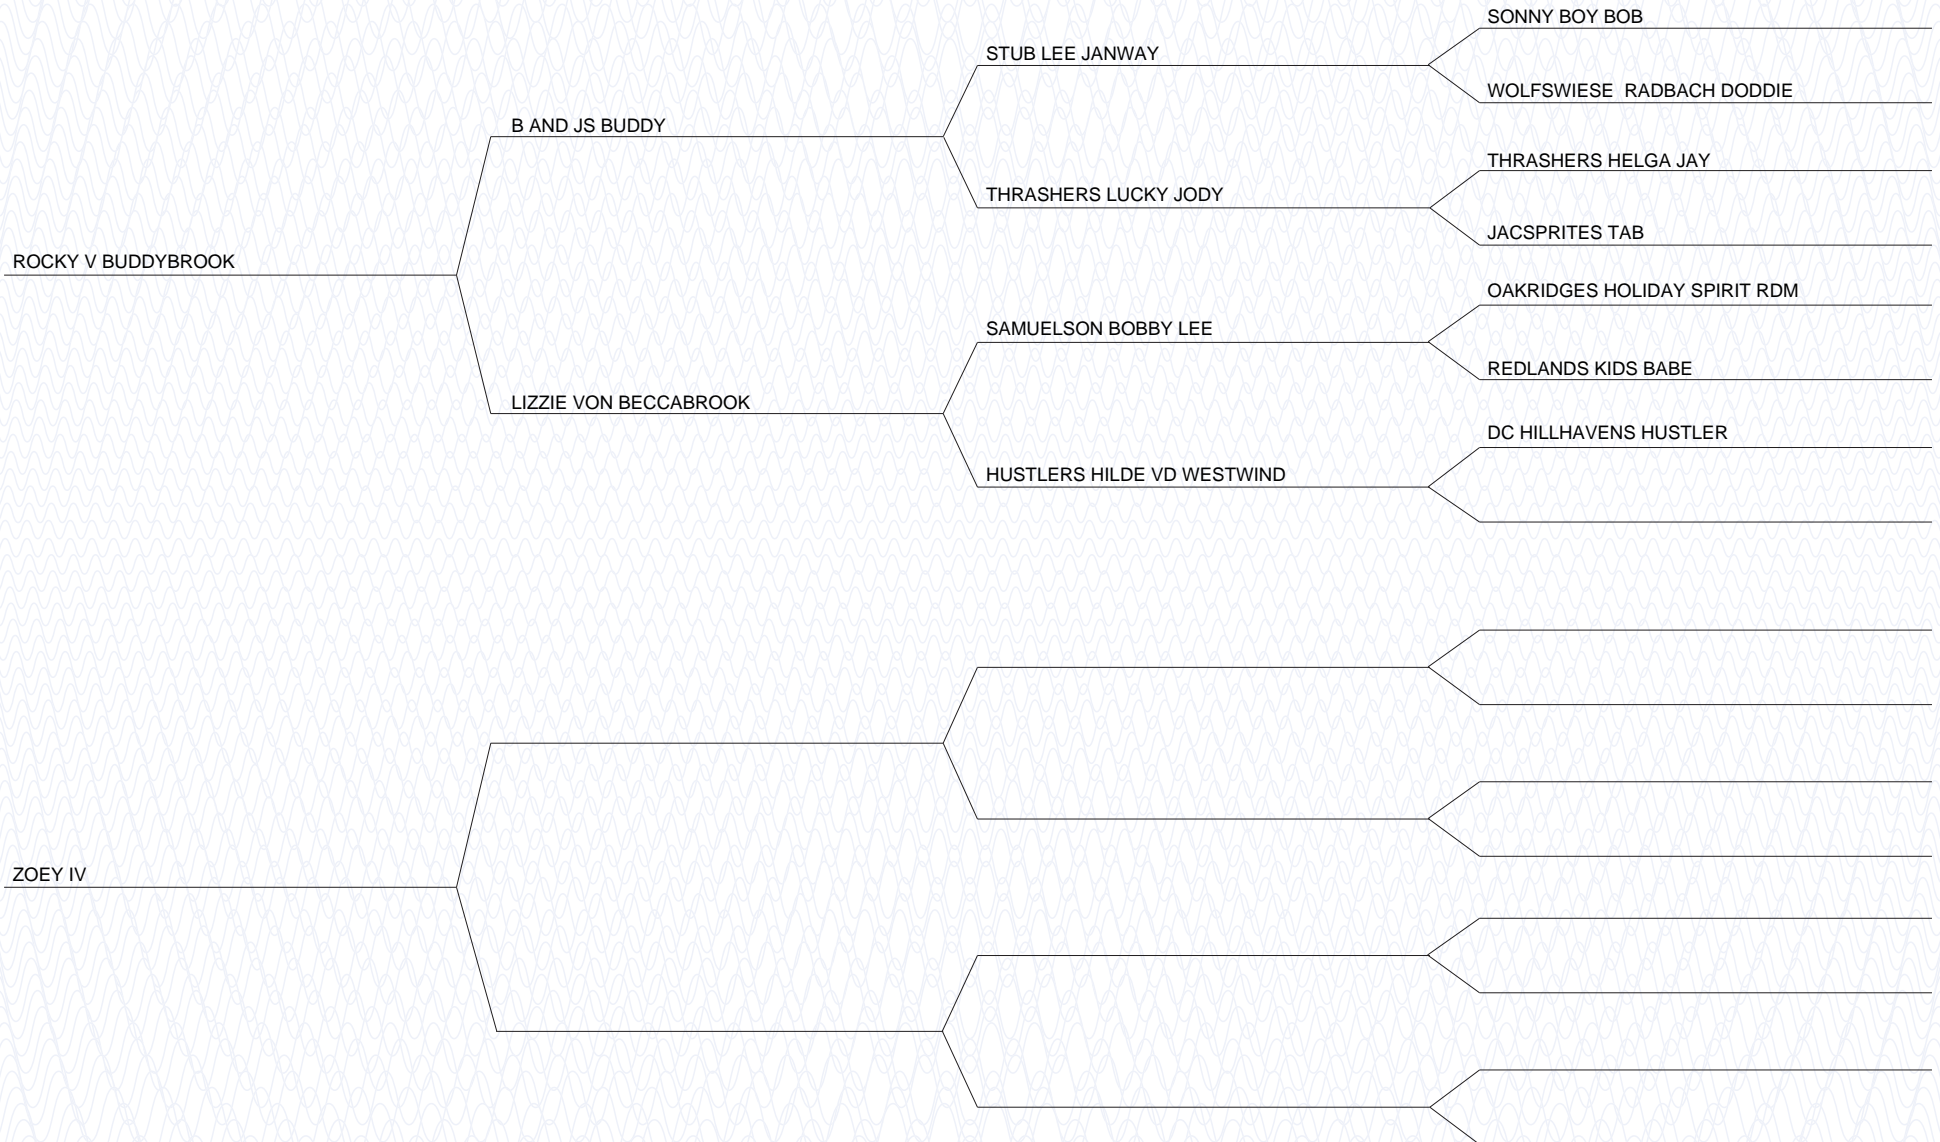 SONNY BOY BOB
STUB LEE JANWAY
WOLFSWIESE  RADBACH DODDIE
B AND JS BUDDY
THRASHERS HELGA JAY
THRASHERS LUCKY JODY
JACSPRITES TAB
ROCKY V BUDDYBROOK
OAKRIDGES HOLIDAY SPIRIT RDM
SAMUELSON BOBBY LEE
REDLANDS KIDS BABE
LIZZIE VON BECCABROOK
DC HILLHAVENS HUSTLER
HUSTLERS HILDE VD WESTWIND
ZOEY IV